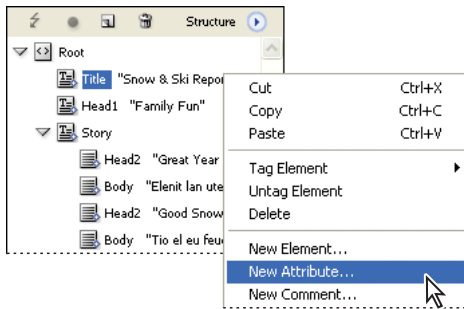 Structure
Root
Title "Snow & Ski Repor
Head1 "Family Fun"
Story
Head2 "Great Year
Body "Elenit lan ute
Head2 "Good Snow
Body "Tio el eu feu
Cut Ctrl+X
Copy Ctrl+C
Paste Ctrl+V
Tag Element
Untag Element
Delete
New Element...
New Attribute...
New Comment...